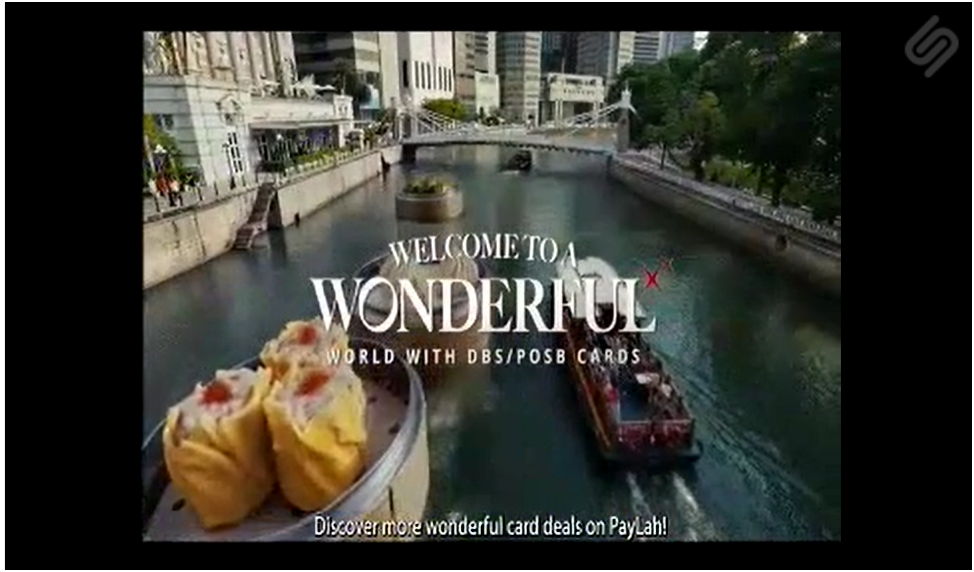 WELCOME TO A
WONDERFUL
WORLD WITH DBS/POSB CARDS
Discover more wonderful card deals on PayLah!